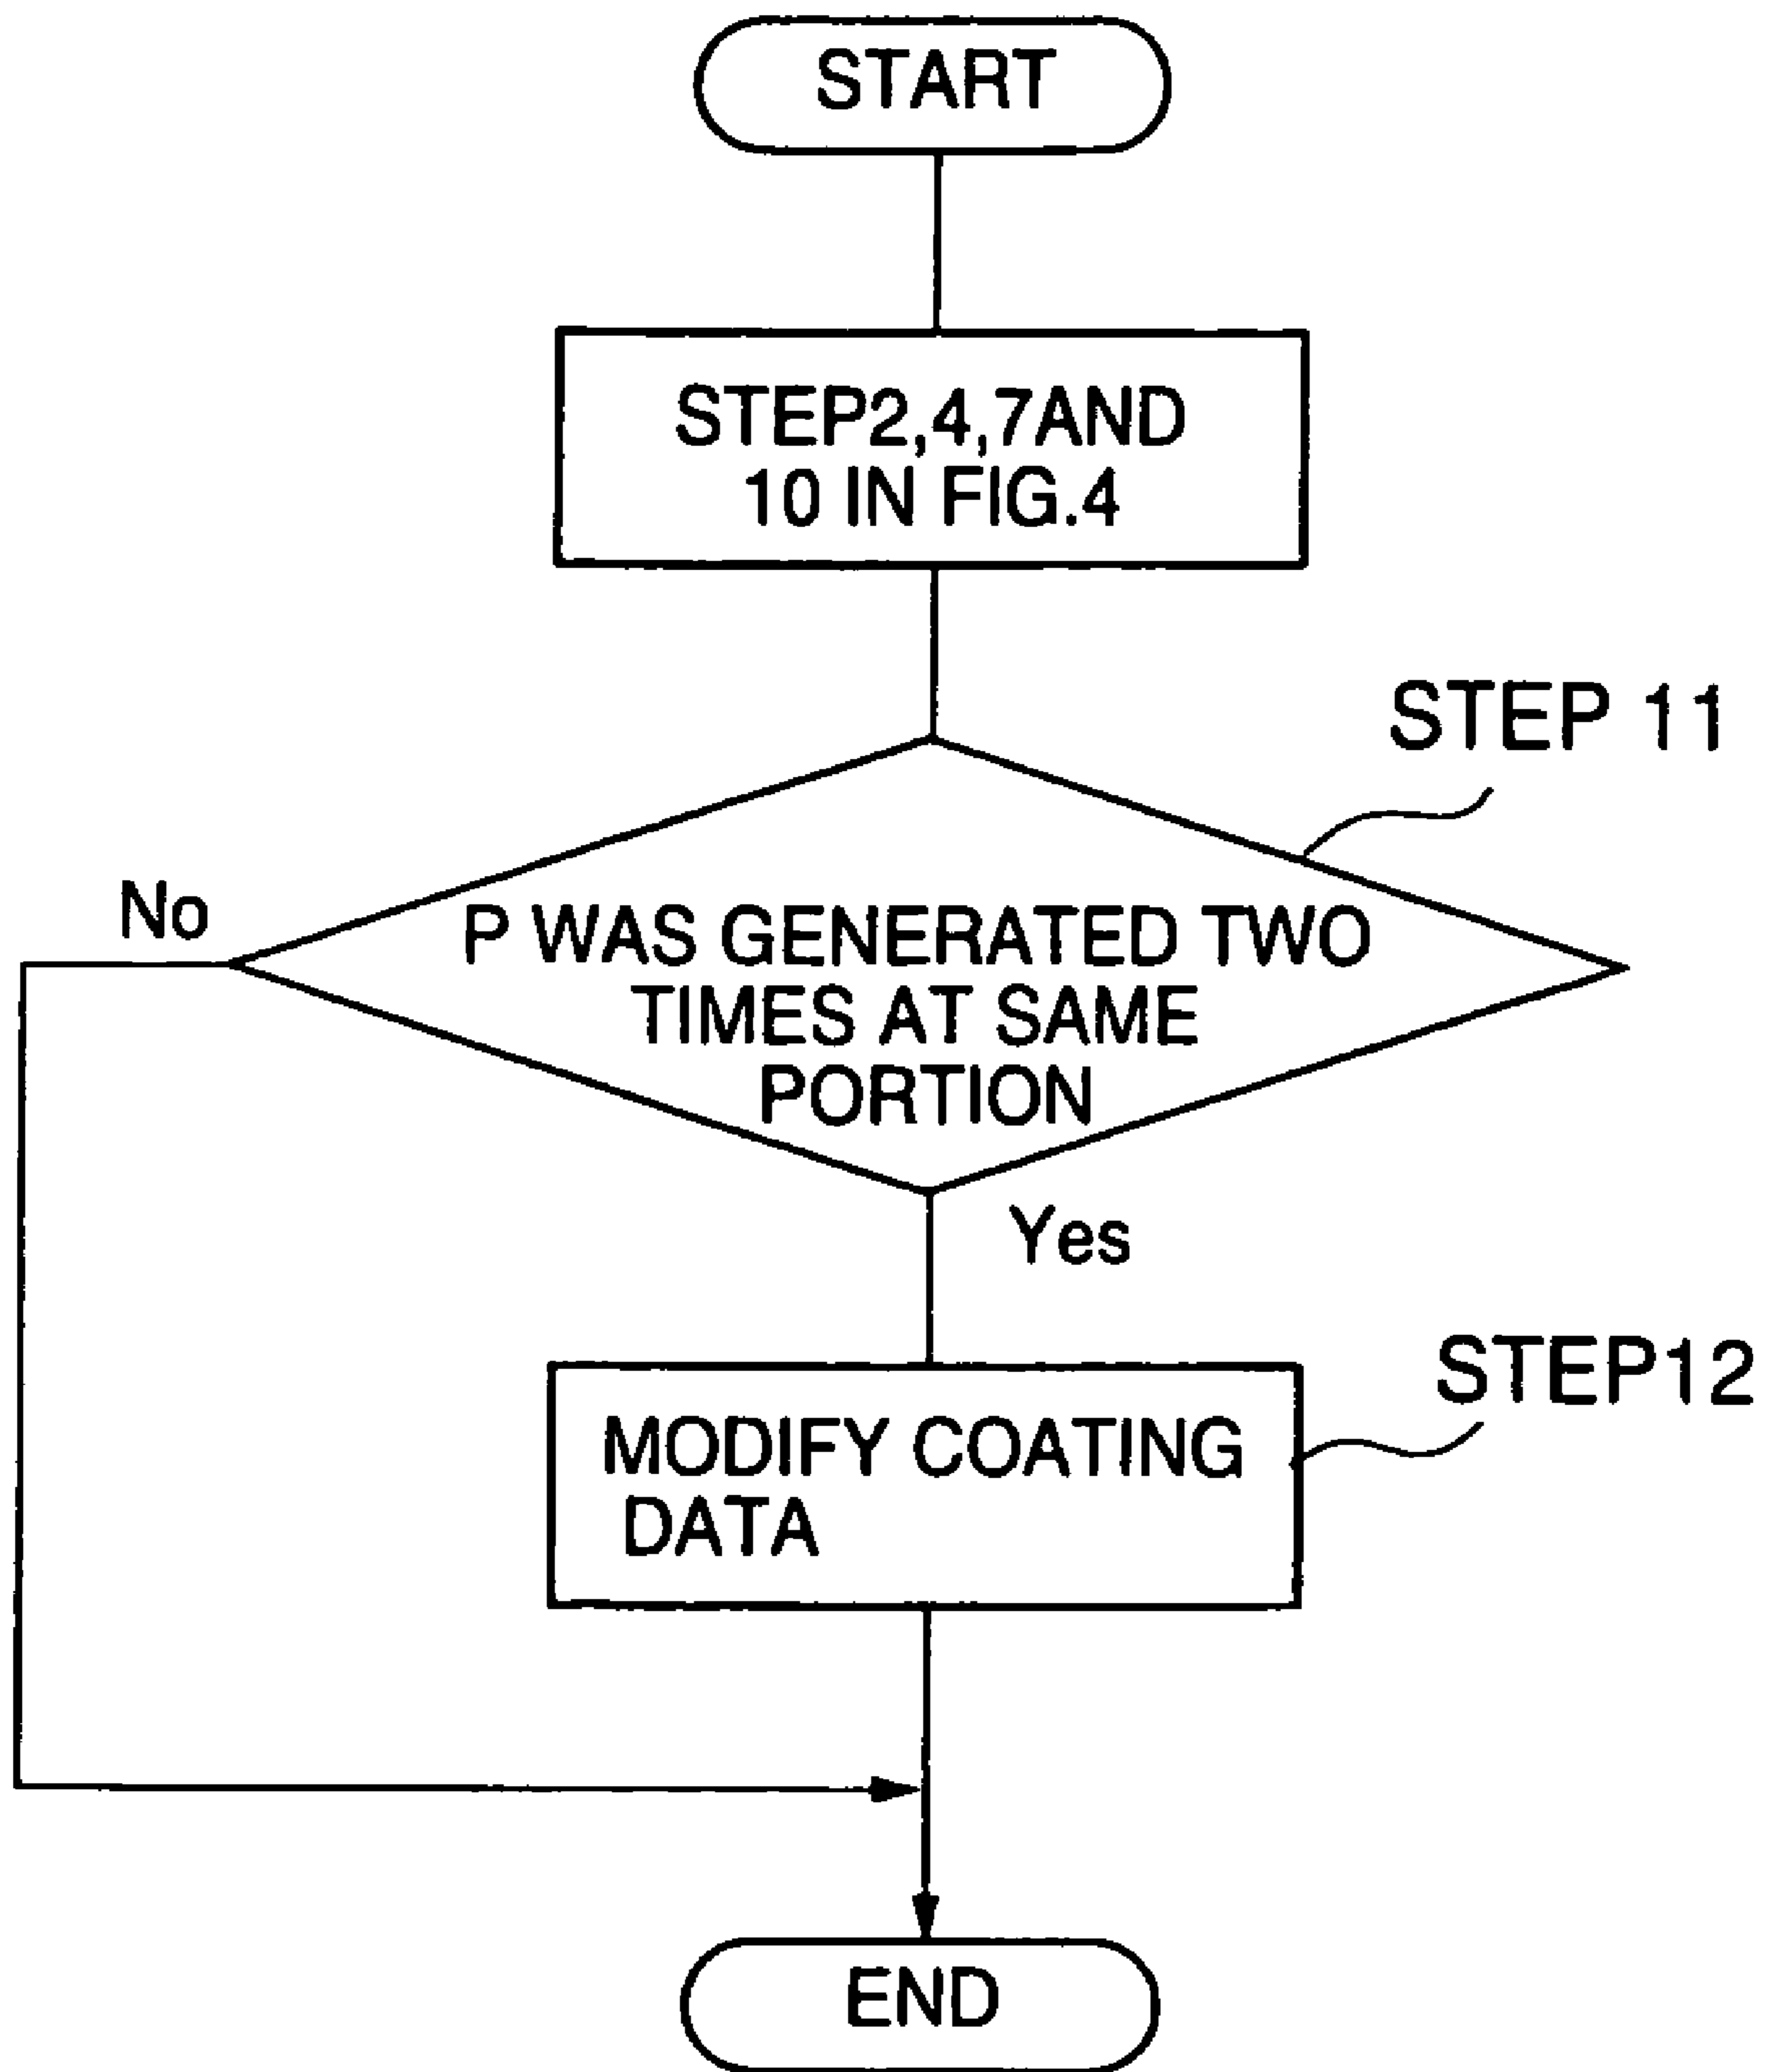 START
STEP2,4,7AND
10 IN FIG.4
STEP 11
No
P WAS GENERATED TWO
TIMES AT SAME
PORTION
Yes
STEP12
MODIFY COATING
DATA
END